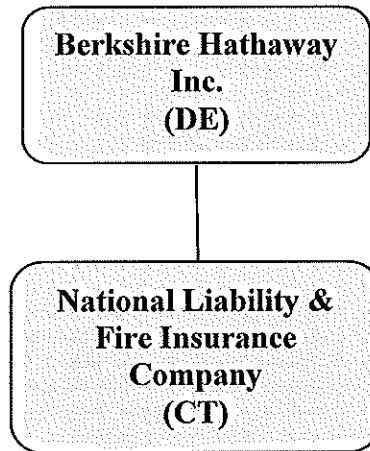 Berkshire Hathaway
Inc.
(DE)
National Liability &
Fire Insurance
Company
(CT)